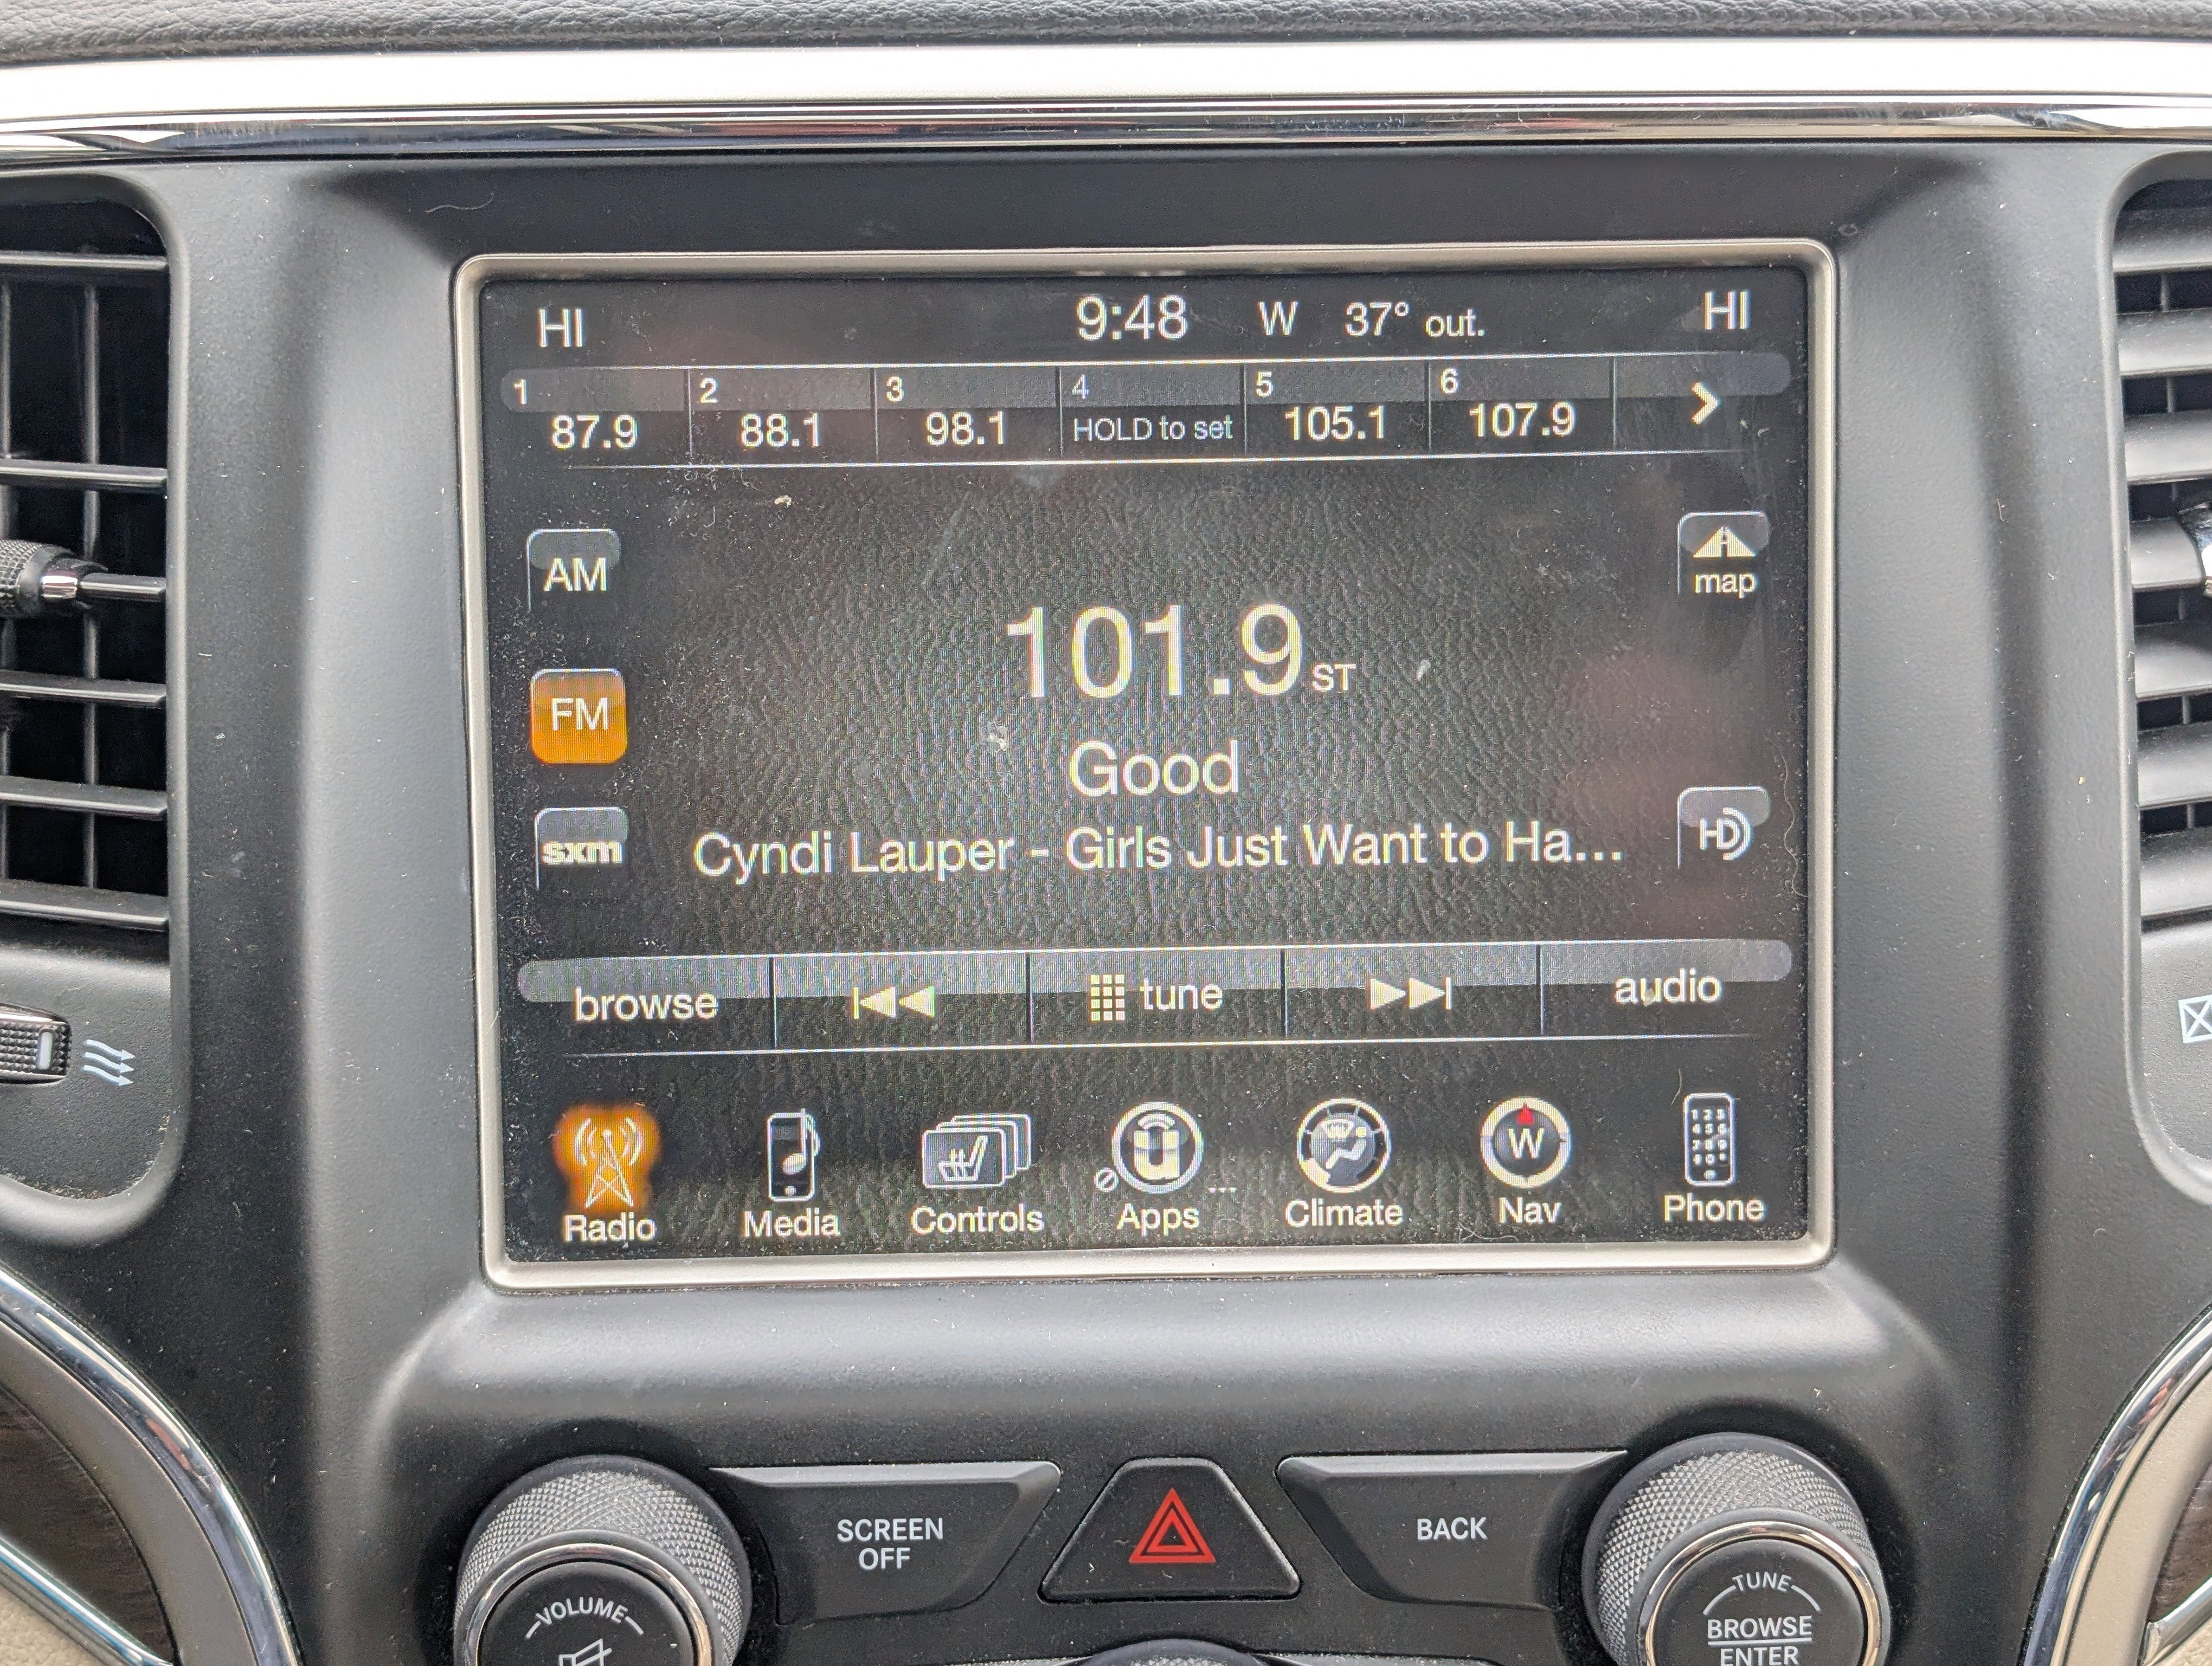 HI 9:48 W 37° out. HI
1 2 3 4 5 6
87.9 88.1 98.1 HOLD to set 105.1 107.9
AM
map
101.9 ST
FM
Good
sxm
Cyndi Lauper - Girls Just Want to Ha...
HD
browse tune audio
W
Radio Media Controls Apps ... Climate Nav Phone
SCREEN
OFF
BACK
VOLUME
TUNE
BROWSE
ENTER